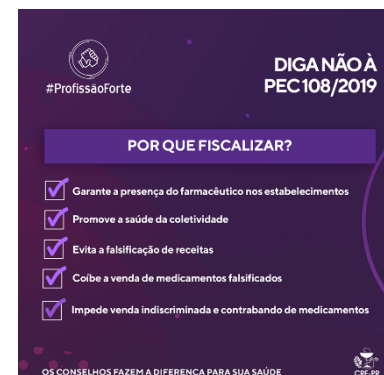 #ProfissãoForte
DIGA NÃO À
PEC 108/2019
POR QUE FISCALIZAR?
Garante a presença do farmacêutico nos estabelecimentos
Promove a saúde da coletividade
Evita a falsificação de receitas
Coíbe a venda de medicamentos falsificados
Impede venda indiscriminada e contrabando de medicamentos
OS CONSELHOS FAZEM A DIFERENÇA PARA SUA SAÚDE
CRF-PR